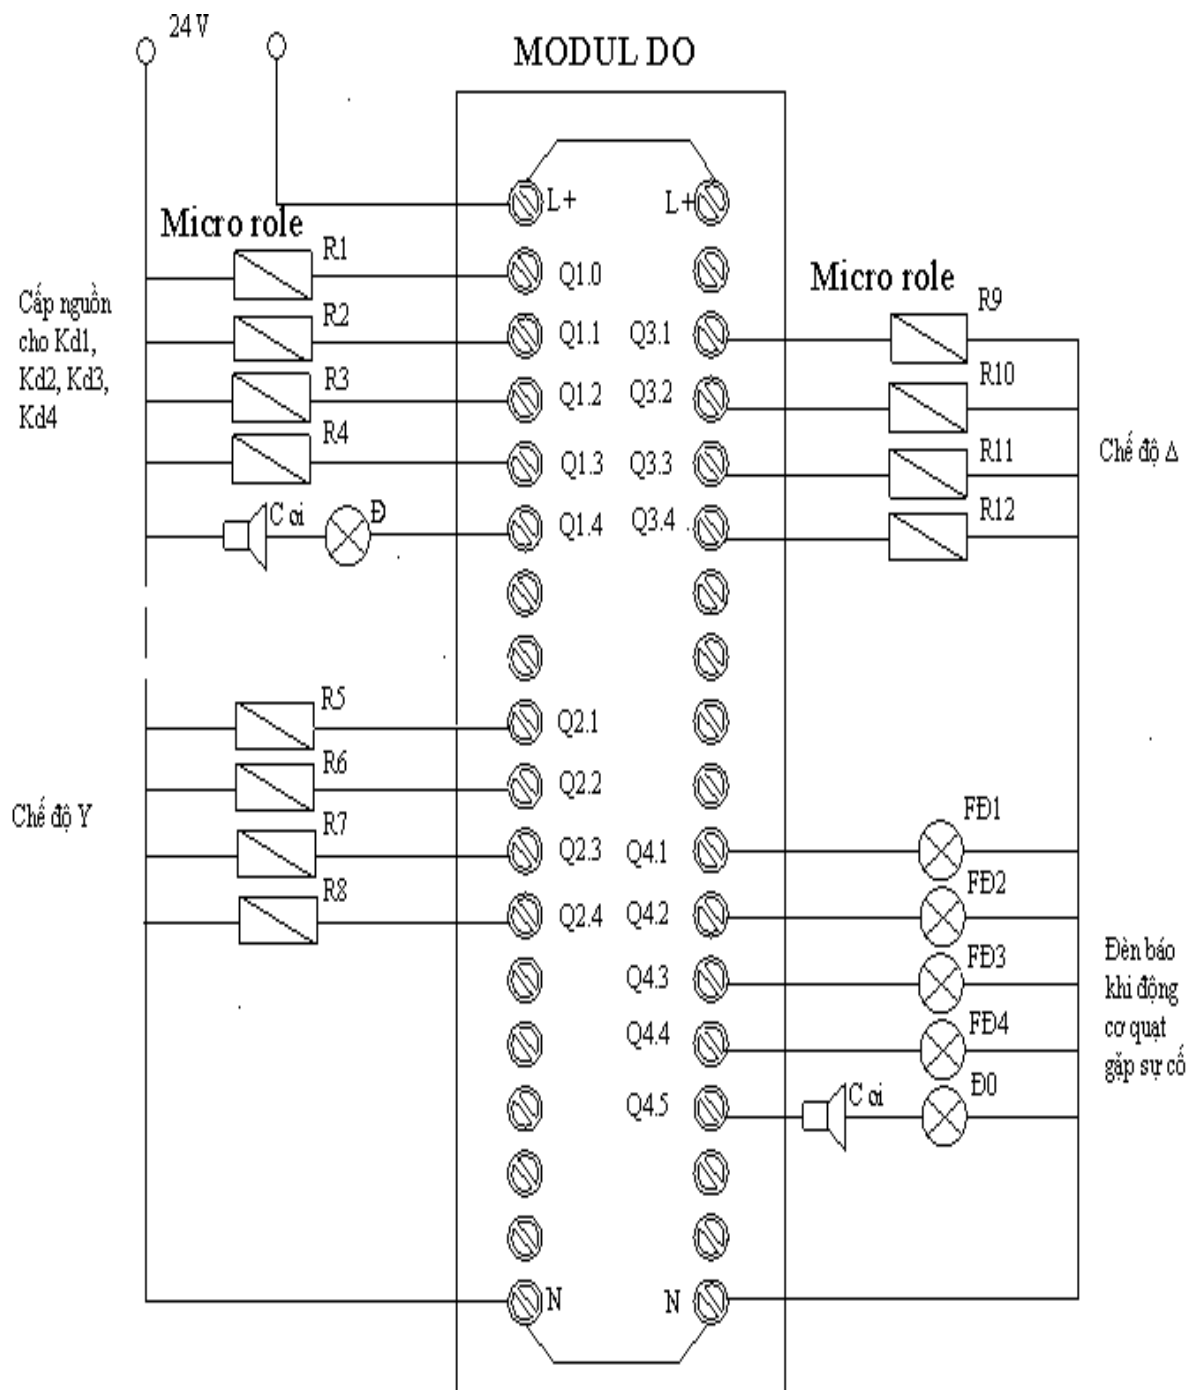 24 V
MODUL DO
L+
L+
Micro role
R1
Q1.0
Cấp nguồn
cho Kd1,
Kd2, Kd3,
Kd4
R2
Q1.1
R3
Q1.2
R4
Q1.3
C òi
Đ
Q1.4
Micro role
Q3.1
R9
Q3.2
R10
Q3.3
R11
Q3.4
R12
Chế độ Δ
Chế độ Y
R5
Q2.1
R6
Q2.2
R7
Q2.3
R8
Q2.4
Q4.1
FĐ1
Q4.2
FĐ2
Q4.3
FĐ3
Q4.4
FĐ4
Q4.5
C òi
Đ0
Đèn báo
khi động
cơ quạt
gặp sự cố
N
N